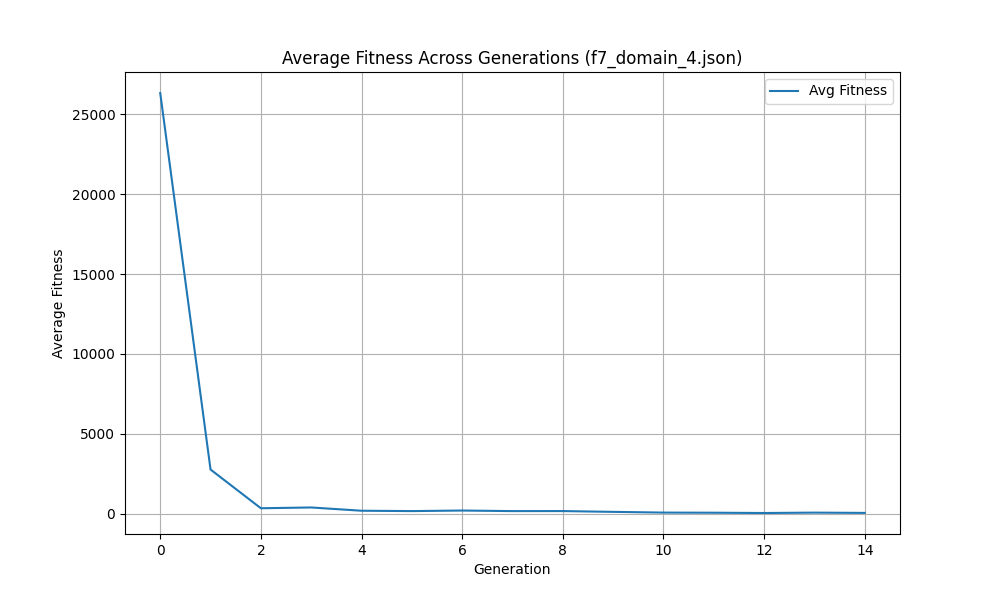 Average Fitness Across Generations (f7_domain_4.json)
Avg Fitness
25000
20000
15000
10000
5000
0
Average Fitness
0 2 4 6 8 10 12 14
Generation